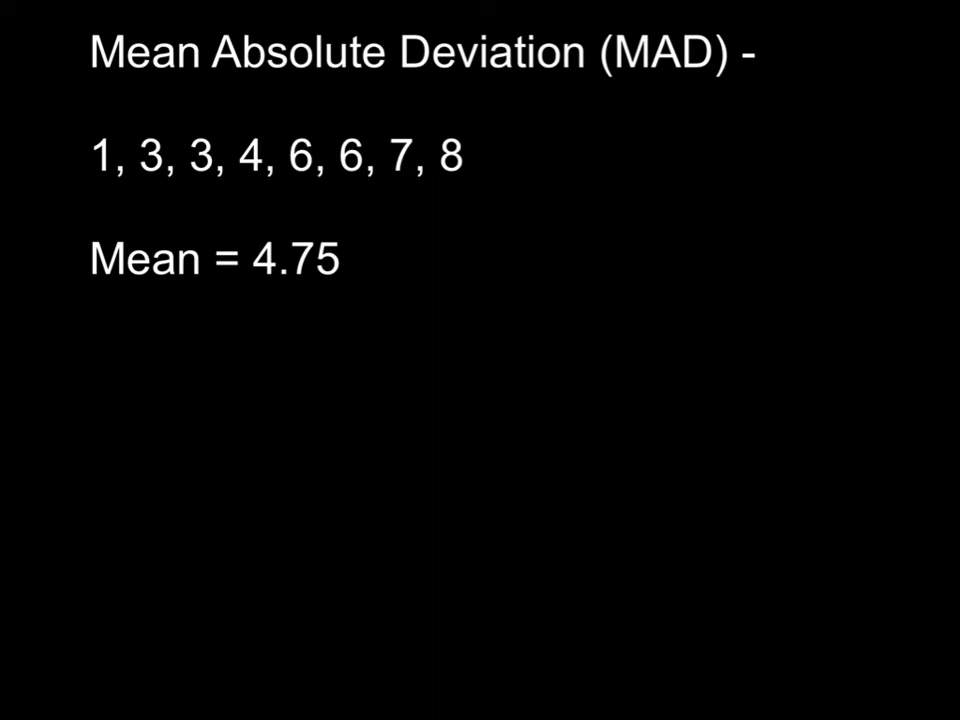 Mean Absolute Deviation (MAD) -
1, 3, 3, 4, 6, 6, 7, 8
Mean = 4.75